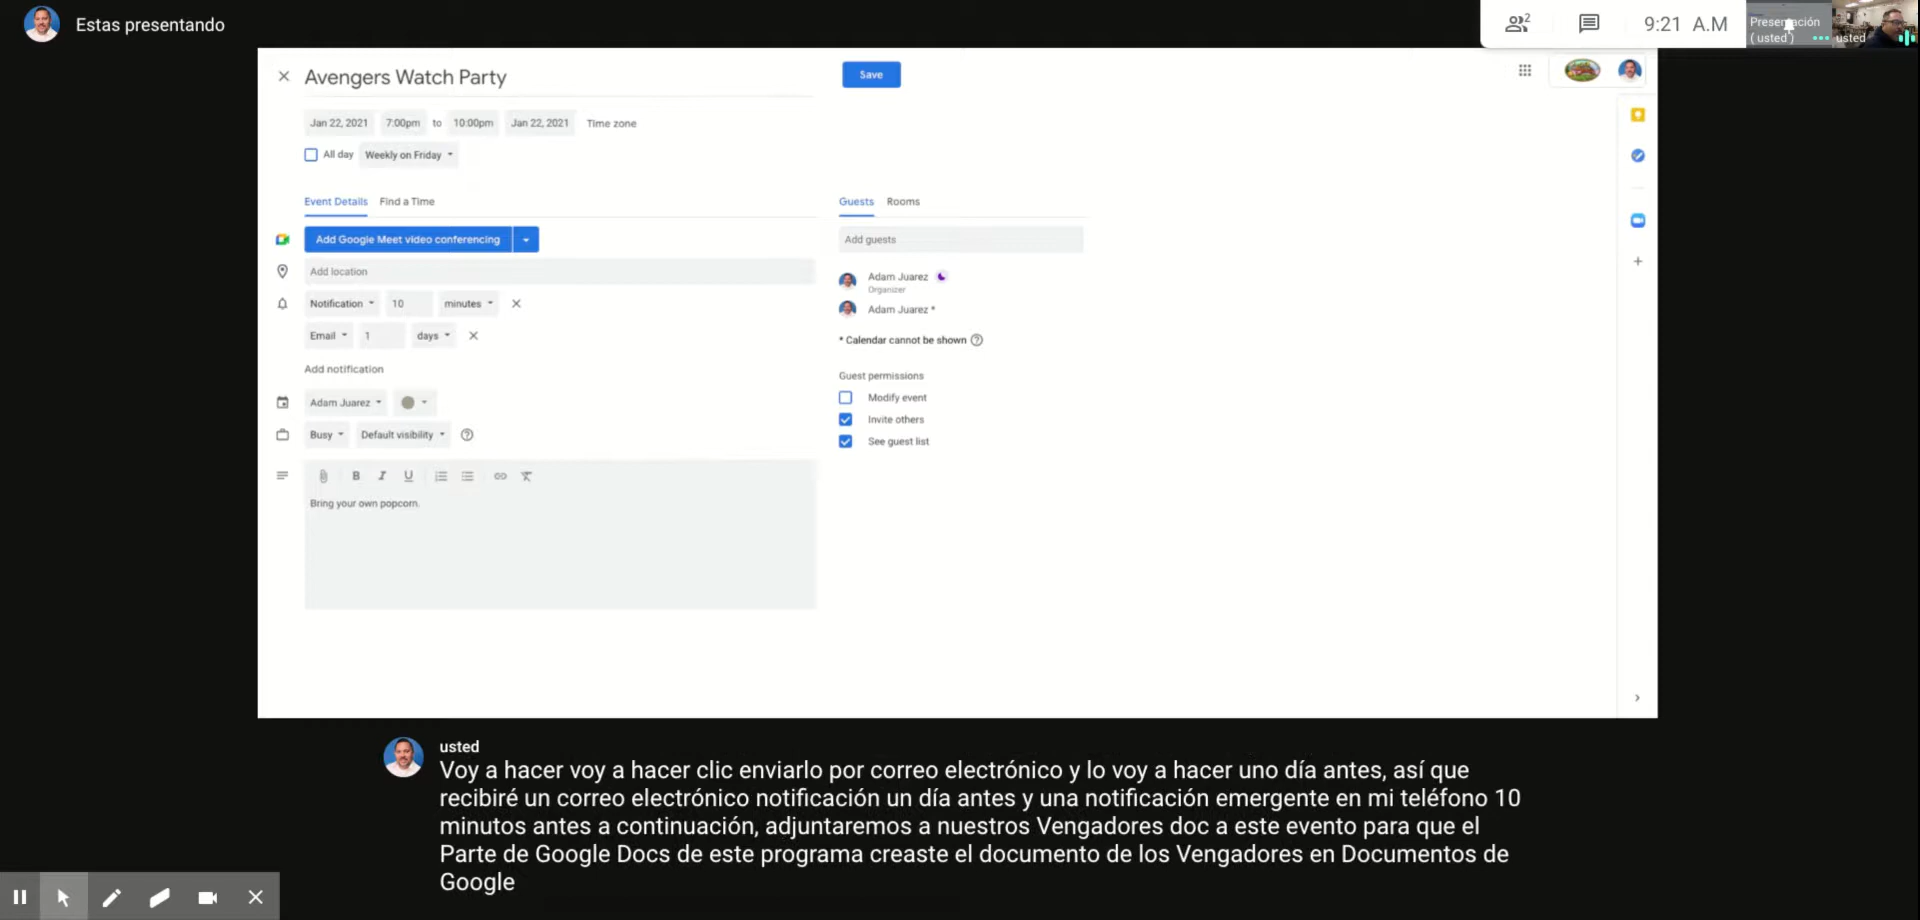 Estas presentando
2
9:21 A.M
Presentación
( usted )
usted
Avengers Watch Party
Save
Jan 22, 2021 7:00pm to 10:00pm Jan 22, 2021 Time zone
All day Weekly on Friday
Event Details Find a Time
Guests Rooms
Add Google Meet video conferencing
Add guests
Add location
Adam Juarez
Organizer
Notification 10 minutes
Adam Juarez *
Email 1 days
* Calendar cannot be shown
Add notification
Guest permissions
Modify event
Adam Juarez
Invite others
Busy Default visibility
See guest list
B I U
Bring your own popcorn.
usted
Voy a hacer voy a hacer clic enviarlo por correo electrónico y lo voy a hacer uno día antes, así que
recibiré un correo electrónico notificación un día antes y una notificación emergente en mi teléfono 10
minutos antes a continuación, adjuntaremos a nuestros Vengadores doc a este evento para que el
Parte de Google Docs de este programa creaste el documento de los Vengadores en Documentos de
Google